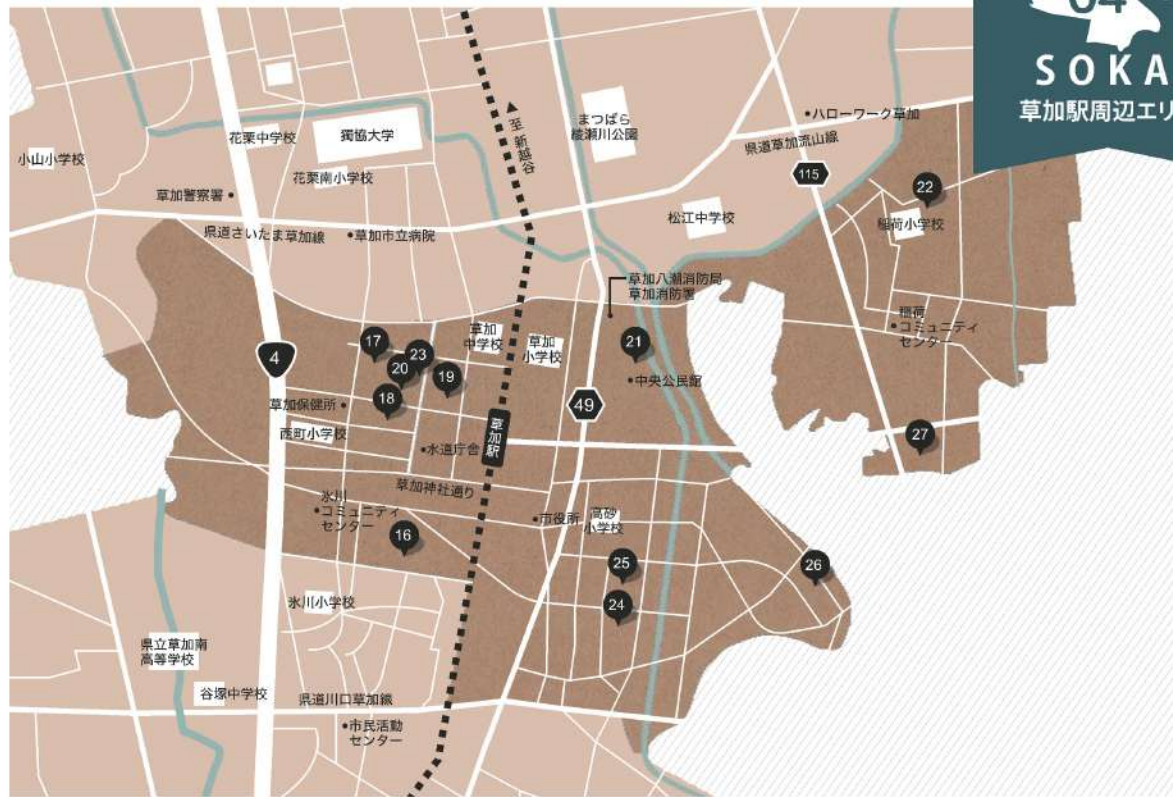 04
SOKA
草加駅周辺エリ
ハローワーク草加
まつばら
綾瀬川公園
▲至 新越谷
花栗中学校
獨協大学
小山小学校
県道草加流山線
115
花栗南小学校
草加警察署
22
松江中学校
稲荷小学校
県道さいたま草加線
草加市立病院
草加八潮消防局
草加消防署
稲荷
コミュニティ
センター
草加
中学校
草加
小学校
17
23
21
4
20
19
中央公民館
18
草加保健所
49
西町小学校
草加駅
27
水道庁舎
草加神社通り
氷川
コミュニティ
センター
市役所
高砂
小学校
16
25
26
氷川小学校
24
県立草加南
高等学校
谷塚中学校
県道川口草加線
市民活動
センター